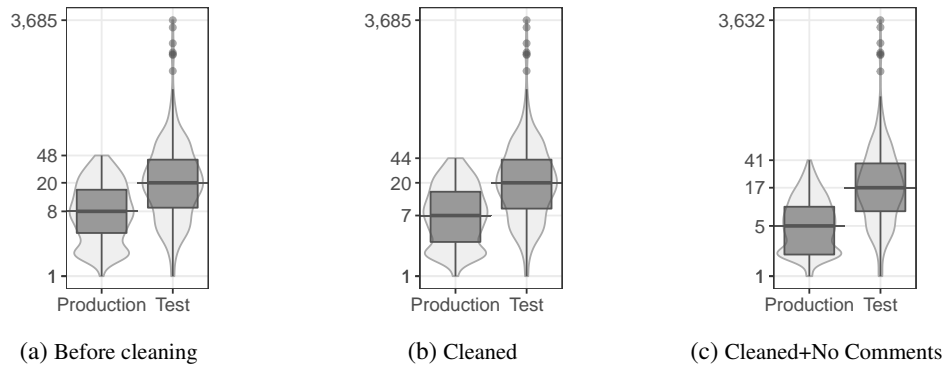 3,685
48
20
8
1
Production Test
(a) Before cleaning
3,685
44
20
7
1
Production Test
(b) Cleaned
3,632
41
17
5
1
Production Test
(c) Cleaned+No Comments